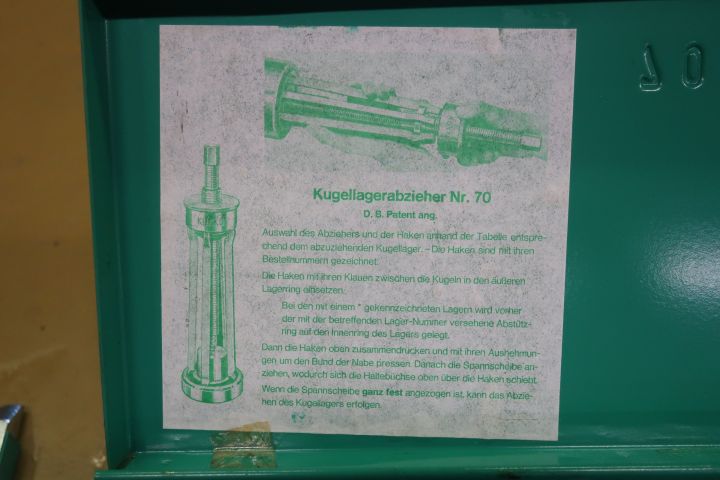 70
Kugellagerabzieher Nr. 70
D. B. Patent ang.
KUKKO
Auswahl des Abziehers und der Haken anhand der Tabelle entspre-
chend dem abzuziehenden Kugellager. – Die Haken sind mit ihren
Bestellnummern gezeichnet.
Die Haken mit ihren Klauen zwischen die Kugeln in den äußeren
Lagerring einsetzen.
Bei den mit einem * gekennzeichneten Lagern wird vorher
der mit der betreffenden Lager-Nummer versehene Abstütz-
ring auf den Innenring des Lagers gelegt.
Dann die Haken oben zusammendrücken und mit ihren Ausnehmun-
gen um den Bund der Nabe pressen. Danach die Spannscheibe an-
ziehen, wodurch sich die Haltebüchse oben über die Haken schiebt.
Wenn die Spannscheibe ganz fest angezogen ist, kann das Abzie-
hen des Kugellagers erfolgen.